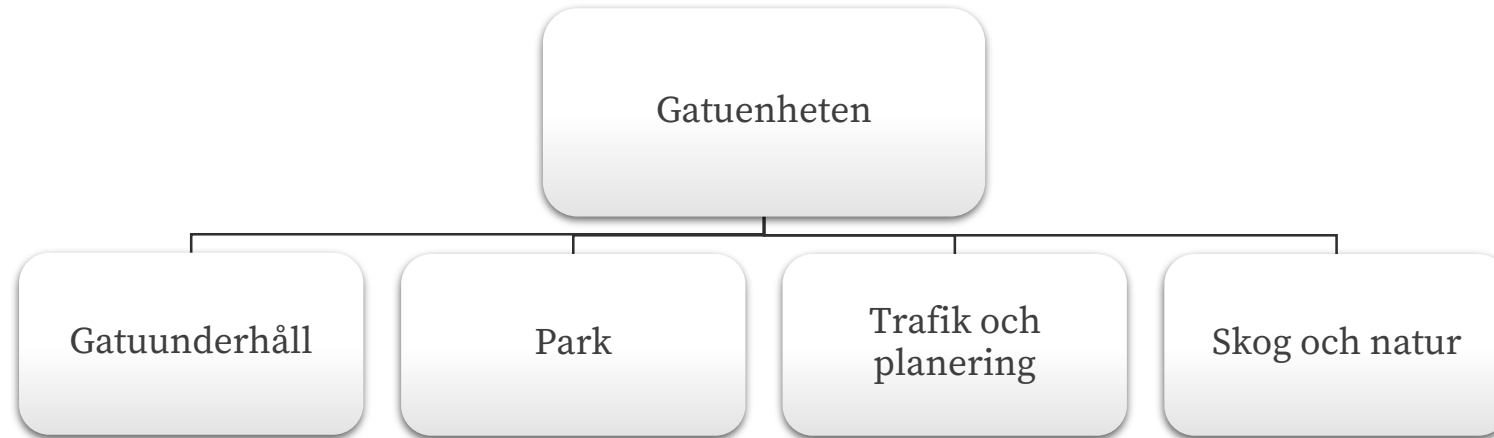 Gatuenheten
Gatuunderhåll
Park
Trafik och
planering
Skog och natur